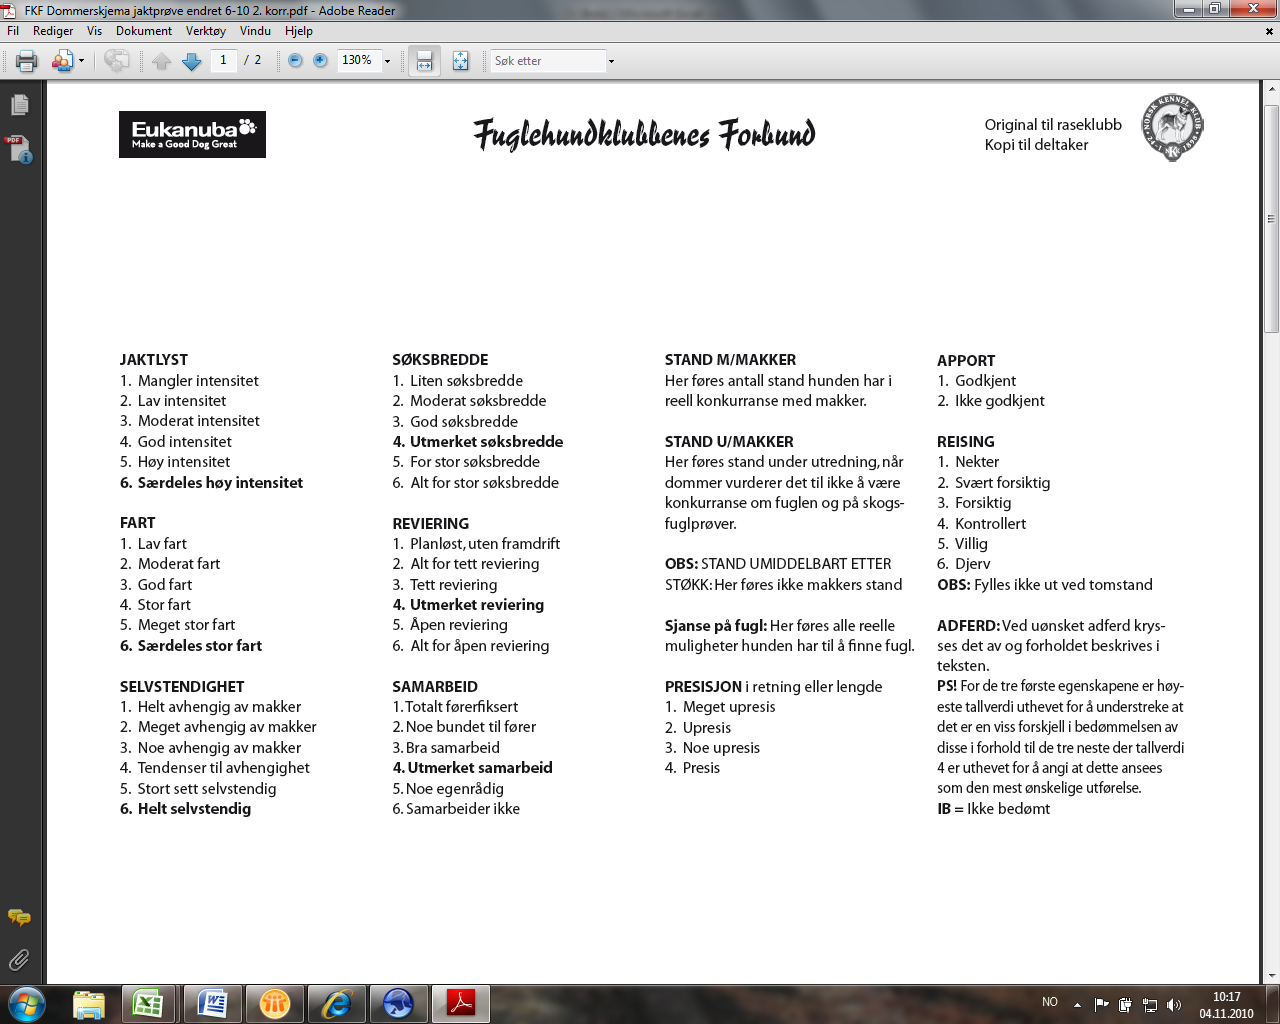 FKF Dommerskjema jaktprøve endret 6-10 2. korr.pdf - Adobe Reader
Fil Rediger Vis Dokument Verktøy Vindu Hjelp
1 / 2 130% Søk etter
Eukanuba
Make a Good Dog Great
Fuglehundklubbenes Forbund
Original til raseklubb
Kopi til deltaker
NORSK KENNEL KLUB
24-1 1898
NKK
JAKTLYST
1. Mangler intensitet
2. Lav intensitet
3. Moderat intensitet
4. God intensitet
5. Høy intensitet
6. Særdeles høy intensitet
FART
1. Lav fart
2. Moderat fart
3. God fart
4. Stor fart
5. Meget stor fart
6. Særdeles stor fart
SELVSTENDIGHET
1. Helt avhengig av makker
2. Meget avhengig av makker
3. Noe avhengig av makker
4. Tendenser til avhengighet
5. Stort sett selvstendig
6. Helt selvstendig
SØKSBREDDE
1. Liten søksbredde
2. Moderat søksbredde
3. God søksbredde
4. Utmerket søksbredde
5. For stor søksbredde
6. Alt for stor søksbredde
REVIERING
1. Planløst, uten framdrift
2. Alt for tett reviering
3. Tett reviering
4. Utmerket reviering
5. Åpen reviering
6. Alt for åpen reviering
SAMARBEID
1. Totaltførerfiksert
2. Noe bundet til fører
3. Bra samarbeid
4. Utmerket samarbeid
5. Noe egenrådig
6. Samarbeider ikke
STAND M/MAKKER
Her føres antall stand hunden har i
reell konkurranse med makker.
STAND U/MAKKER
Her føres stand under utredning, når
dommer vurderer det til ikke å være
konkurranse om fuglen og på skogs-
fuglprøver.
OBS: STAND UMIDDELBART ETTER
STØKK: Her føres ikke makkers stand
Sjanse på fugl: Her føres alle reelle
muligheter hunden har til å finne fugl.
PRESISJON i retning eller lengde
1. Meget upresis
2. Upresis
3. Noe upresis
4. Presis
APPORT
1. Godkjent
2. Ikke godkjent
REISING
1. Nekter
2. Svært forsiktig
3. Forsiktig
4. Kontrollert
5. Villig
6. Djerv
OBS: Fylles ikke ut ved tomstand
ADFERD: Ved uønsket adferd krys-
ses det av og forholdet beskrives i
teksten.
PS! For de tre første egenskapene er høy-
este tallverdi uthevet for å understreke at
det er en viss forskjell i bedømmelsen av
disse i forhold til de tre neste der tallverdi
4 er uthevet for å angi at dette ansees
som den mest ønskelige utførelse.
IB = Ikke bedømt
NO
10:17
04.11.2010